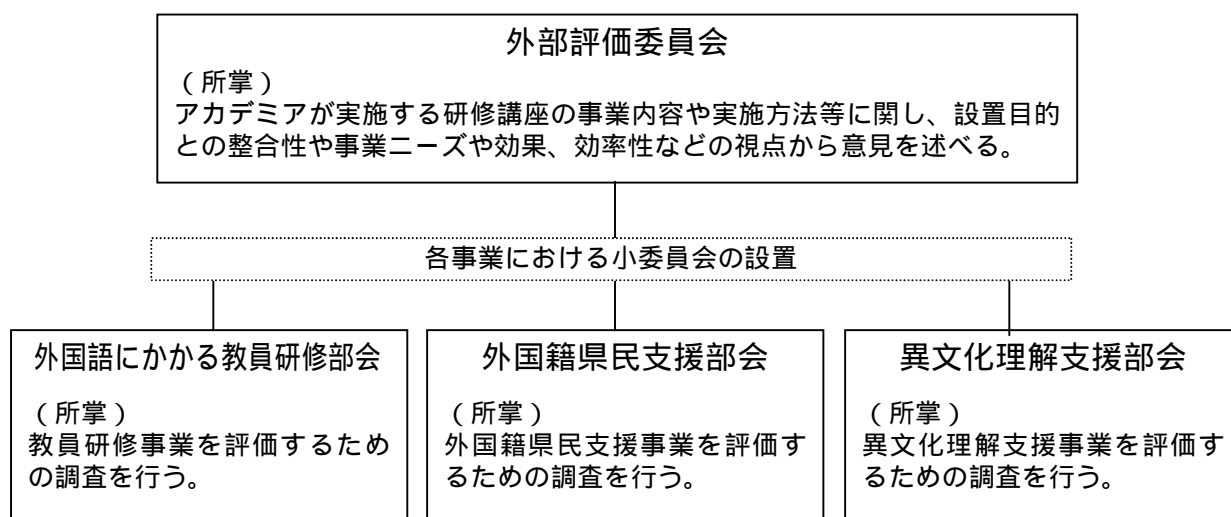 外部評価委員会
（所掌）
アカデミアが実施する研修講座の事業内容や実施方法等に関し、設置目的
との整合性や事業ニーズや効果、効率性などの視点から意見を述べる。
各事業における小委員会の設置
外国語にかかる教員研修部会
（所掌）
教員研修事業を評価するため
の調査を行う。
外国籍県民支援部会
（所掌）
外国籍県民支援事業を評価す
るための調査を行う。
異文化理解支援部会
（所掌）
異文化理解支援事業を評価す
るための調査を行う。